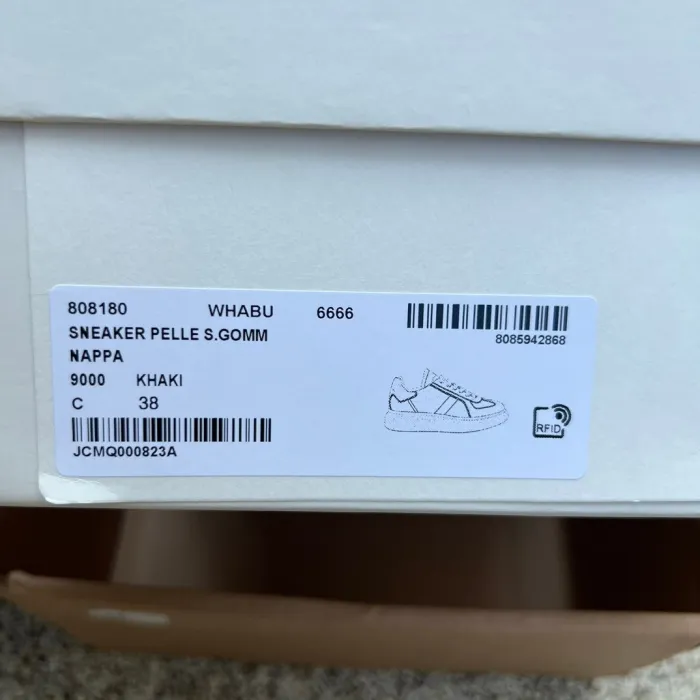 808180 WHABU 6666
8085942868
SNEAKER PELLE S.GOMM
NAPPA
9000 KHAKI
C 38
JCMQ000823A
RFID